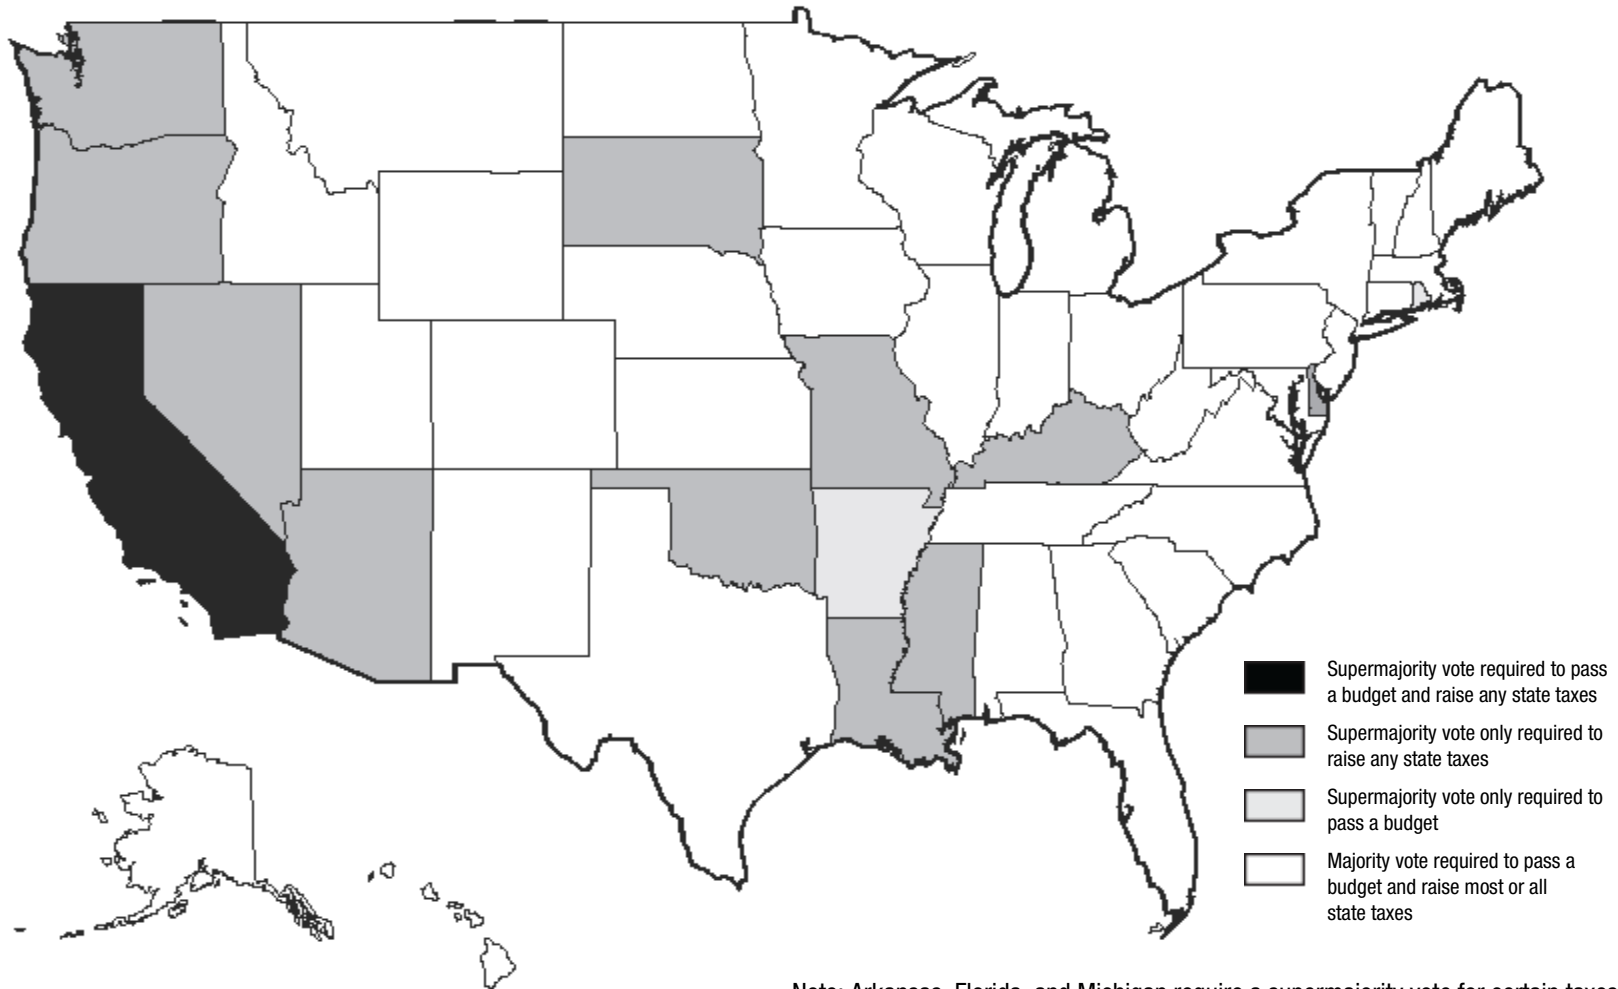 Supermajority vote required to pass
a budget and raise any state taxes
Supermajority vote only required to
raise any state taxes
Supermajority vote only required to
pass a budget
Majority vote required to pass a
budget and raise most or all
state taxes
Note: Arkansas, Florida, and Michigan require a supermajority vote for certain taxes